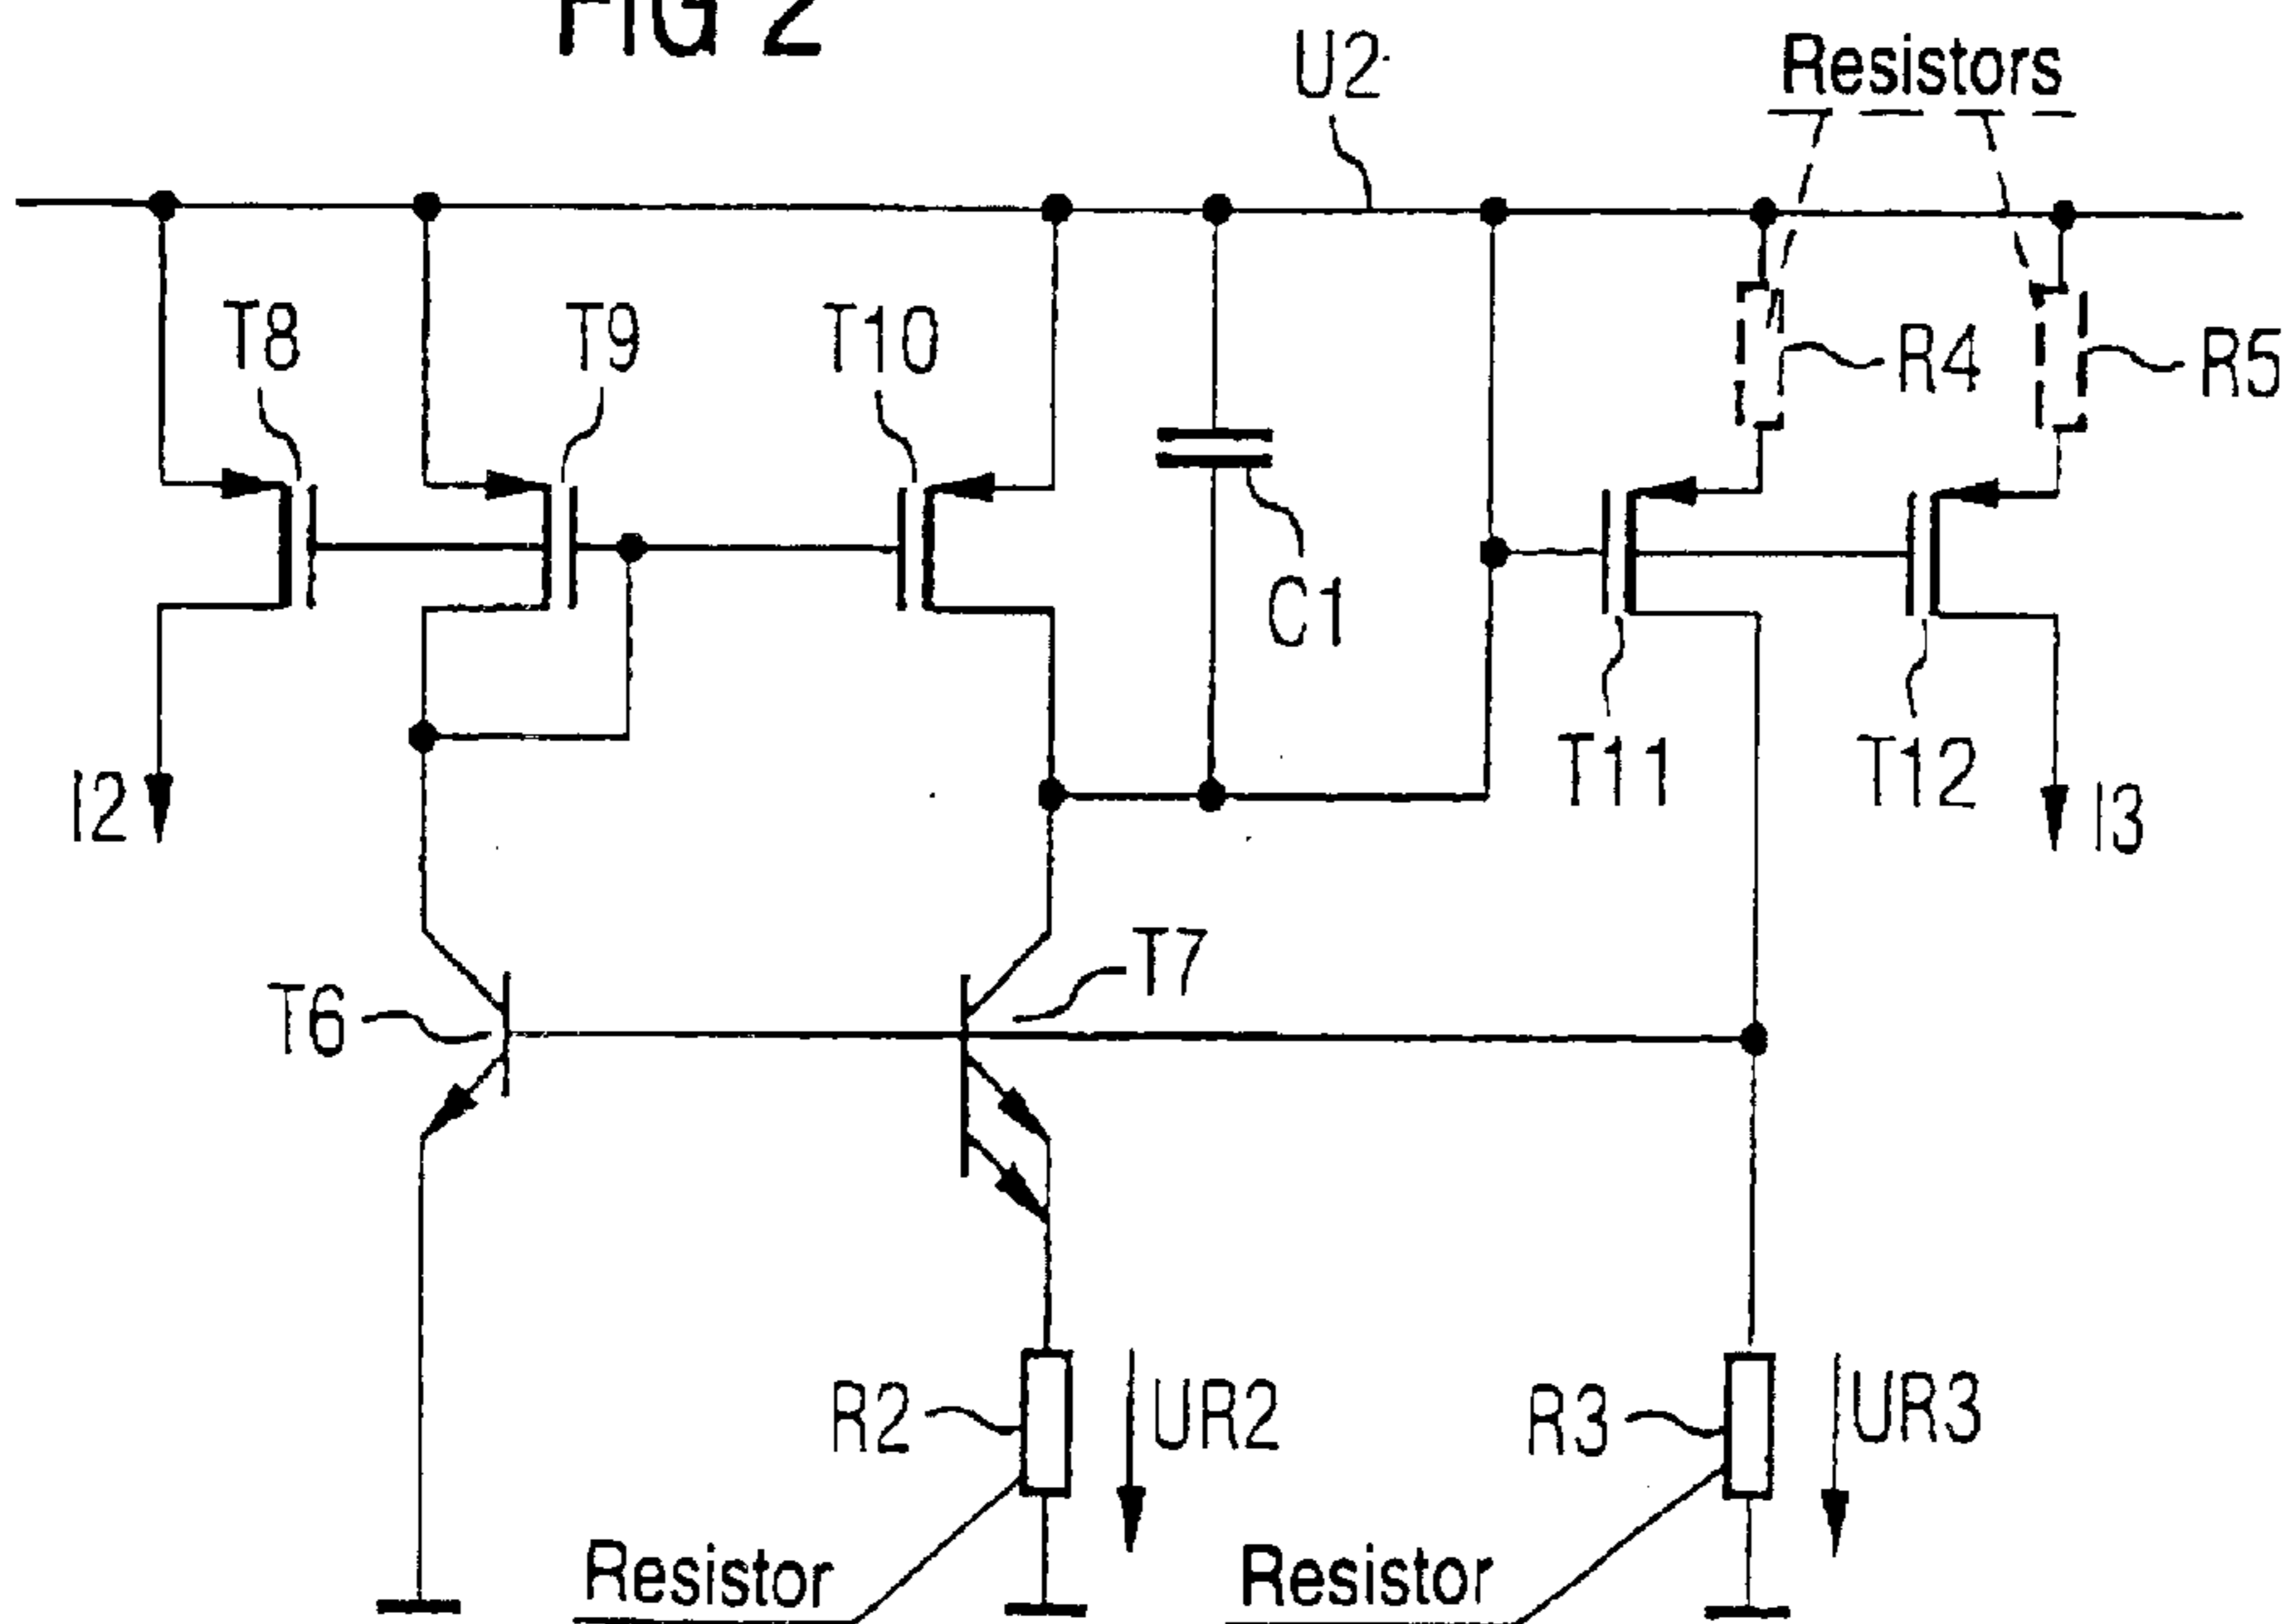 FIG 2
U2
Resistors
T8
T9
T10
R4
R5
C1
T11
T12
I2
I3
T6
T7
R2
UR2
R3
UR3
Resistor
Resistor